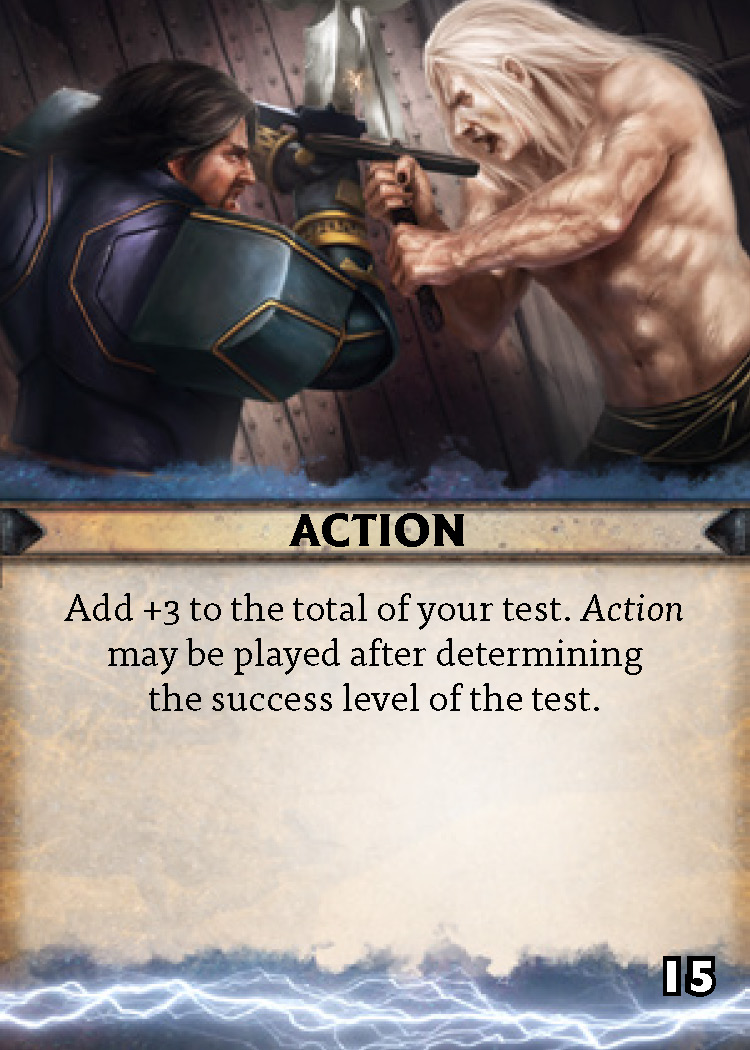 ACTION
Add +3 to the total of your test. Action
may be played after determining
the success level of the test.
15